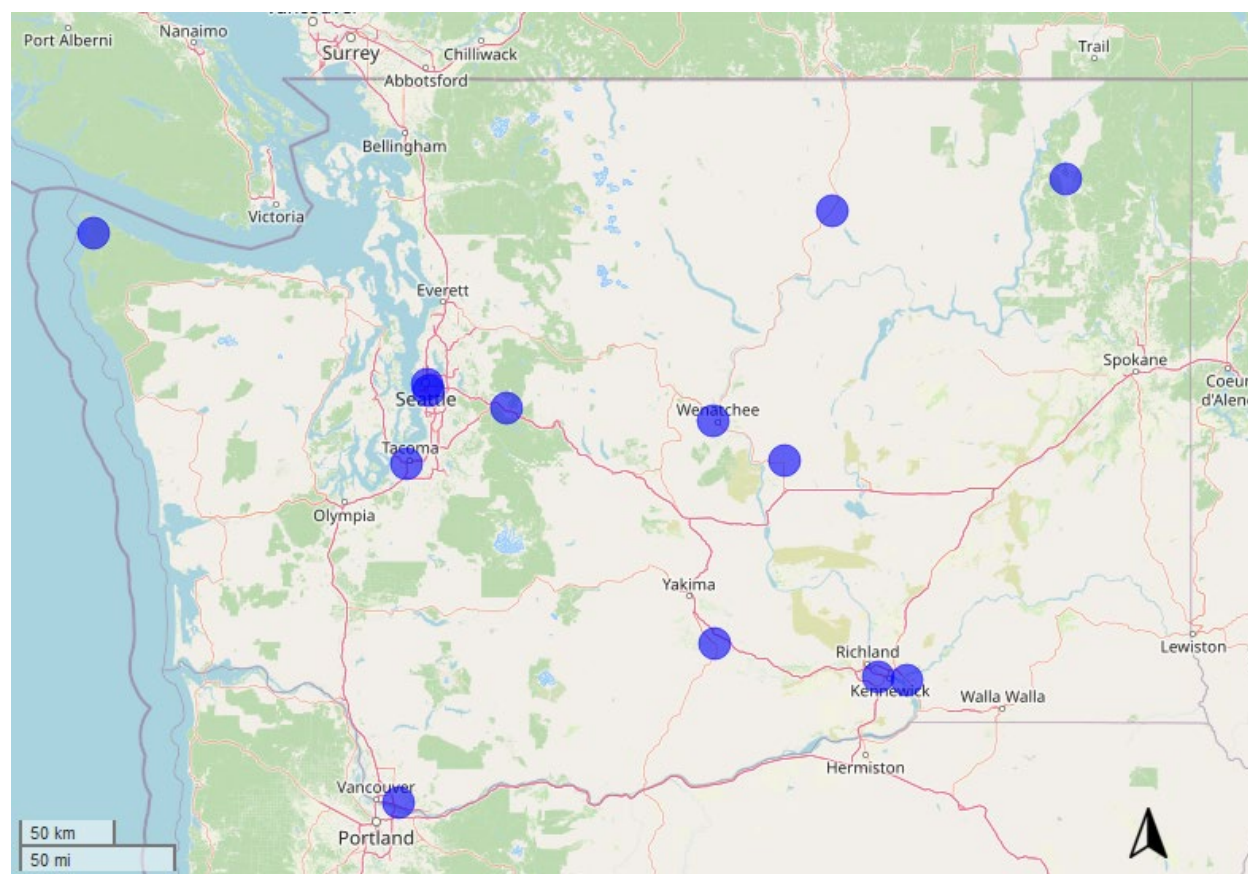 Vancouver
Nanaimo
Port Alberni
Surrey
Chilliwack
Trail
Abbotsford
Bellingham
Victoria
Everett
Spokane
Coeur
d'Alene
Seattle
Wenatchee
Tacoma
Olympia
Yakima
Richland
Lewiston
Kennewick
Walla Walla
Hermiston
Vancouver
Portland
50 km
50 mi